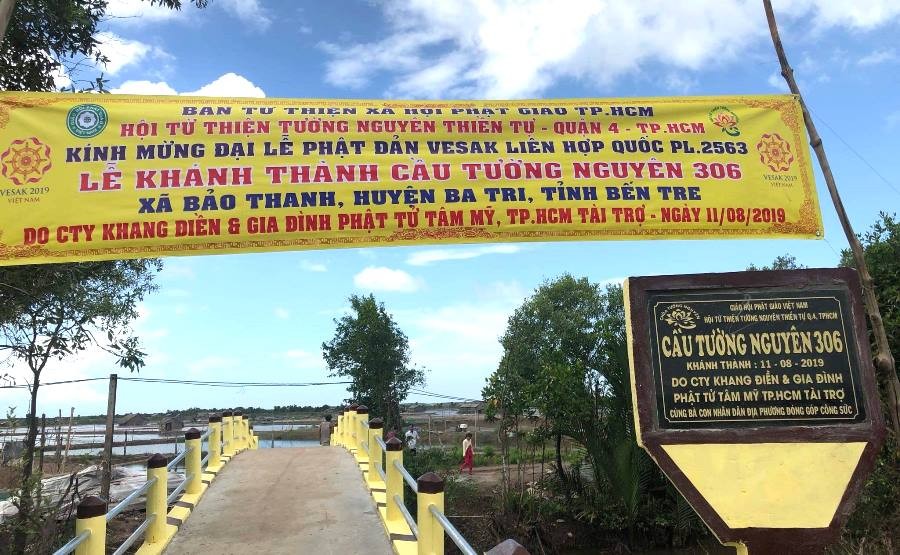 BAN TỪ THIỆN XÃ HỘI PHẬT GIÁO TP.HCM
HỘI TỪ THIỆN TƯỜNG NGUYÊN THIỀN TỰ - QUẬN 4 - TP.HCM
KÍNH MỪNG ĐẠI LỄ PHẬT ĐẢN VESAK LIÊN HỢP QUỐC PL.2563
LỄ KHÁNH THÀNH CẦU TƯỜNG NGUYÊN 306
XÃ BẢO THẠNH, HUYỆN BA TRI, TỈNH BẾN TRE
DO CTY KHANG ĐIỀN & GIA ĐÌNH PHẬT TỬ TÂM MỸ, TP.HCM TÀI TRỢ - NGÀY 11/08/2019
VESAK 2019
VIỆT NAM
VESAK 2019
VIỆT NAM
GIÁO HỘI PHẬT GIÁO VIỆT NAM
HỘI TỪ THIỆN TƯỜNG NGUYÊN THIỀN TỰ Q.4, TPHCM
CẦU TƯỜNG NGUYÊN 306
KHÁNH THÀNH : 11 - 08 - 2019
DO CTY KHANG ĐIỀN & GIA ĐÌNH
PHẬT TỬ TÂM MỸ TP.HCM TÀI TRỢ
CÙNG BÀ CON NHÂN DÂN ĐỊA PHƯƠNG ĐÓNG GÓP CÔNG SỨC